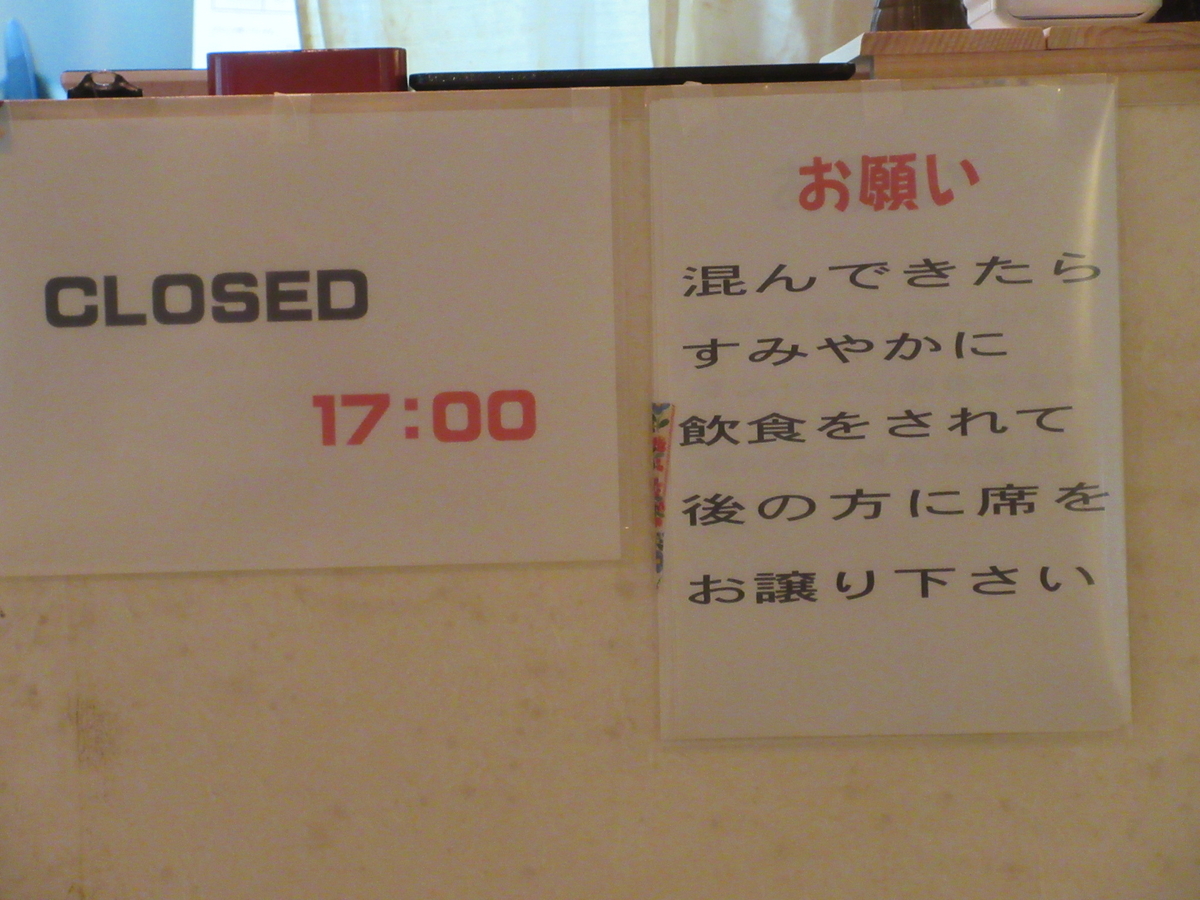 CLOSED
17:00
お願い
混んできたら
すみやかに
飲食をされて
後の方に席を
お譲り下さい